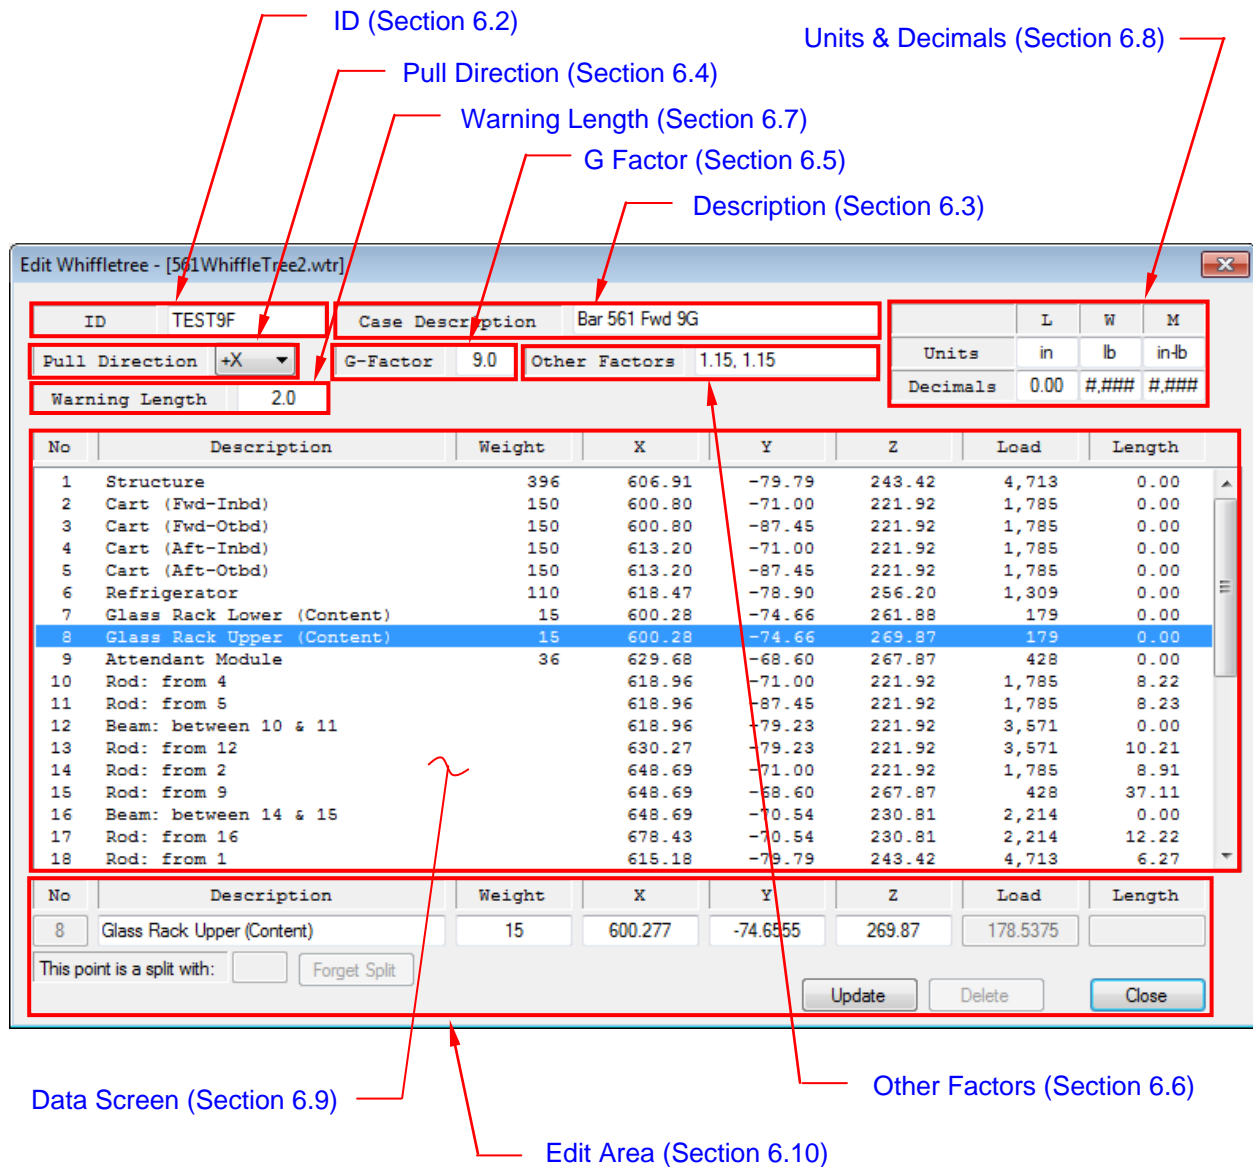 ID (Section 6.2)
Units & Decimals (Section 6.8)
Pull Direction (Section 6.4)
Warning Length (Section 6.7)
G Factor (Section 6.5)
Description (Section 6.3)
Edit Whiffletree - [561WhiffleTree2.wtr]
ID TEST9F Case Description Bar 561 Fwd 9G L W M
Pull Direction +X G-Factor 9.0 Other Factors 1.15, 1.15 Units in lb in-lb
Warning Length 2.0 Decimals 0.00 #,### #,###
No Description Weight X Y Z Load Length
1 Structure 396 606.91 -79.79 243.42 4,713 0.00
2 Cart (Fwd-Inbd) 150 600.80 -71.00 221.92 1,785 0.00
3 Cart (Fwd-Otbd) 150 600.80 -87.45 221.92 1,785 0.00
4 Cart (Aft-Inbd) 150 613.20 -71.00 221.92 1,785 0.00
5 Cart (Aft-Otbd) 150 613.20 -87.45 221.92 1,785 0.00
6 Refrigerator 110 618.47 -78.90 256.20 1,309 0.00
7 Glass Rack Lower (Content) 15 600.28 -74.66 261.88 179 0.00
8 Glass Rack Upper (Content) 15 600.28 -74.66 269.87 179 0.00
9 Attendant Module 36 629.68 -68.60 267.87 428 0.00
10 Rod: from 4 618.96 -71.00 221.92 1,785 8.22
11 Rod: from 5 618.96 -87.45 221.92 1,785 8.23
12 Beam: between 10 & 11 618.96 -79.23 221.92 3,571 0.00
13 Rod: from 12 630.27 -79.23 221.92 3,571 10.21
14 Rod: from 2 648.69 -71.00 221.92 1,785 8.91
15 Rod: from 9 648.69 -68.60 267.87 428 37.11
16 Beam: between 14 & 15 648.69 -70.54 230.81 2,214 0.00
17 Rod: from 16 678.43 -70.54 230.81 2,214 12.22
18 Rod: from 1 615.18 -79.79 243.42 4,713 6.27
No Description Weight X Y Z Load Length
8 Glass Rack Upper (Content) 15 600.277 -74.6555 269.87 178.5375
This point is a split with: Forget Split
Update Delete Close
Other Factors (Section 6.6)
Data Screen (Section 6.9)
Edit Area (Section 6.10)